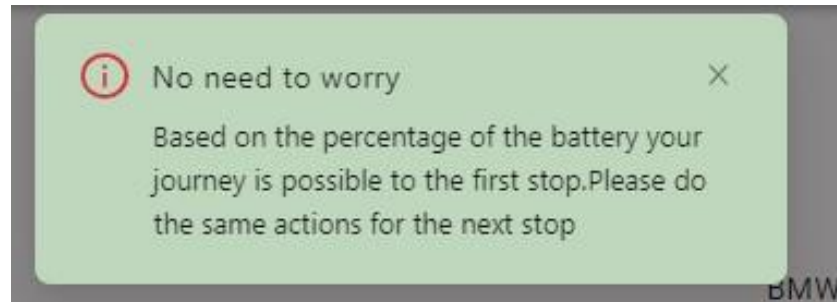 No need to worry
Based on the percentage of the battery your
journey is possible to the first stop.Please do
the same actions for the next stop
BMW